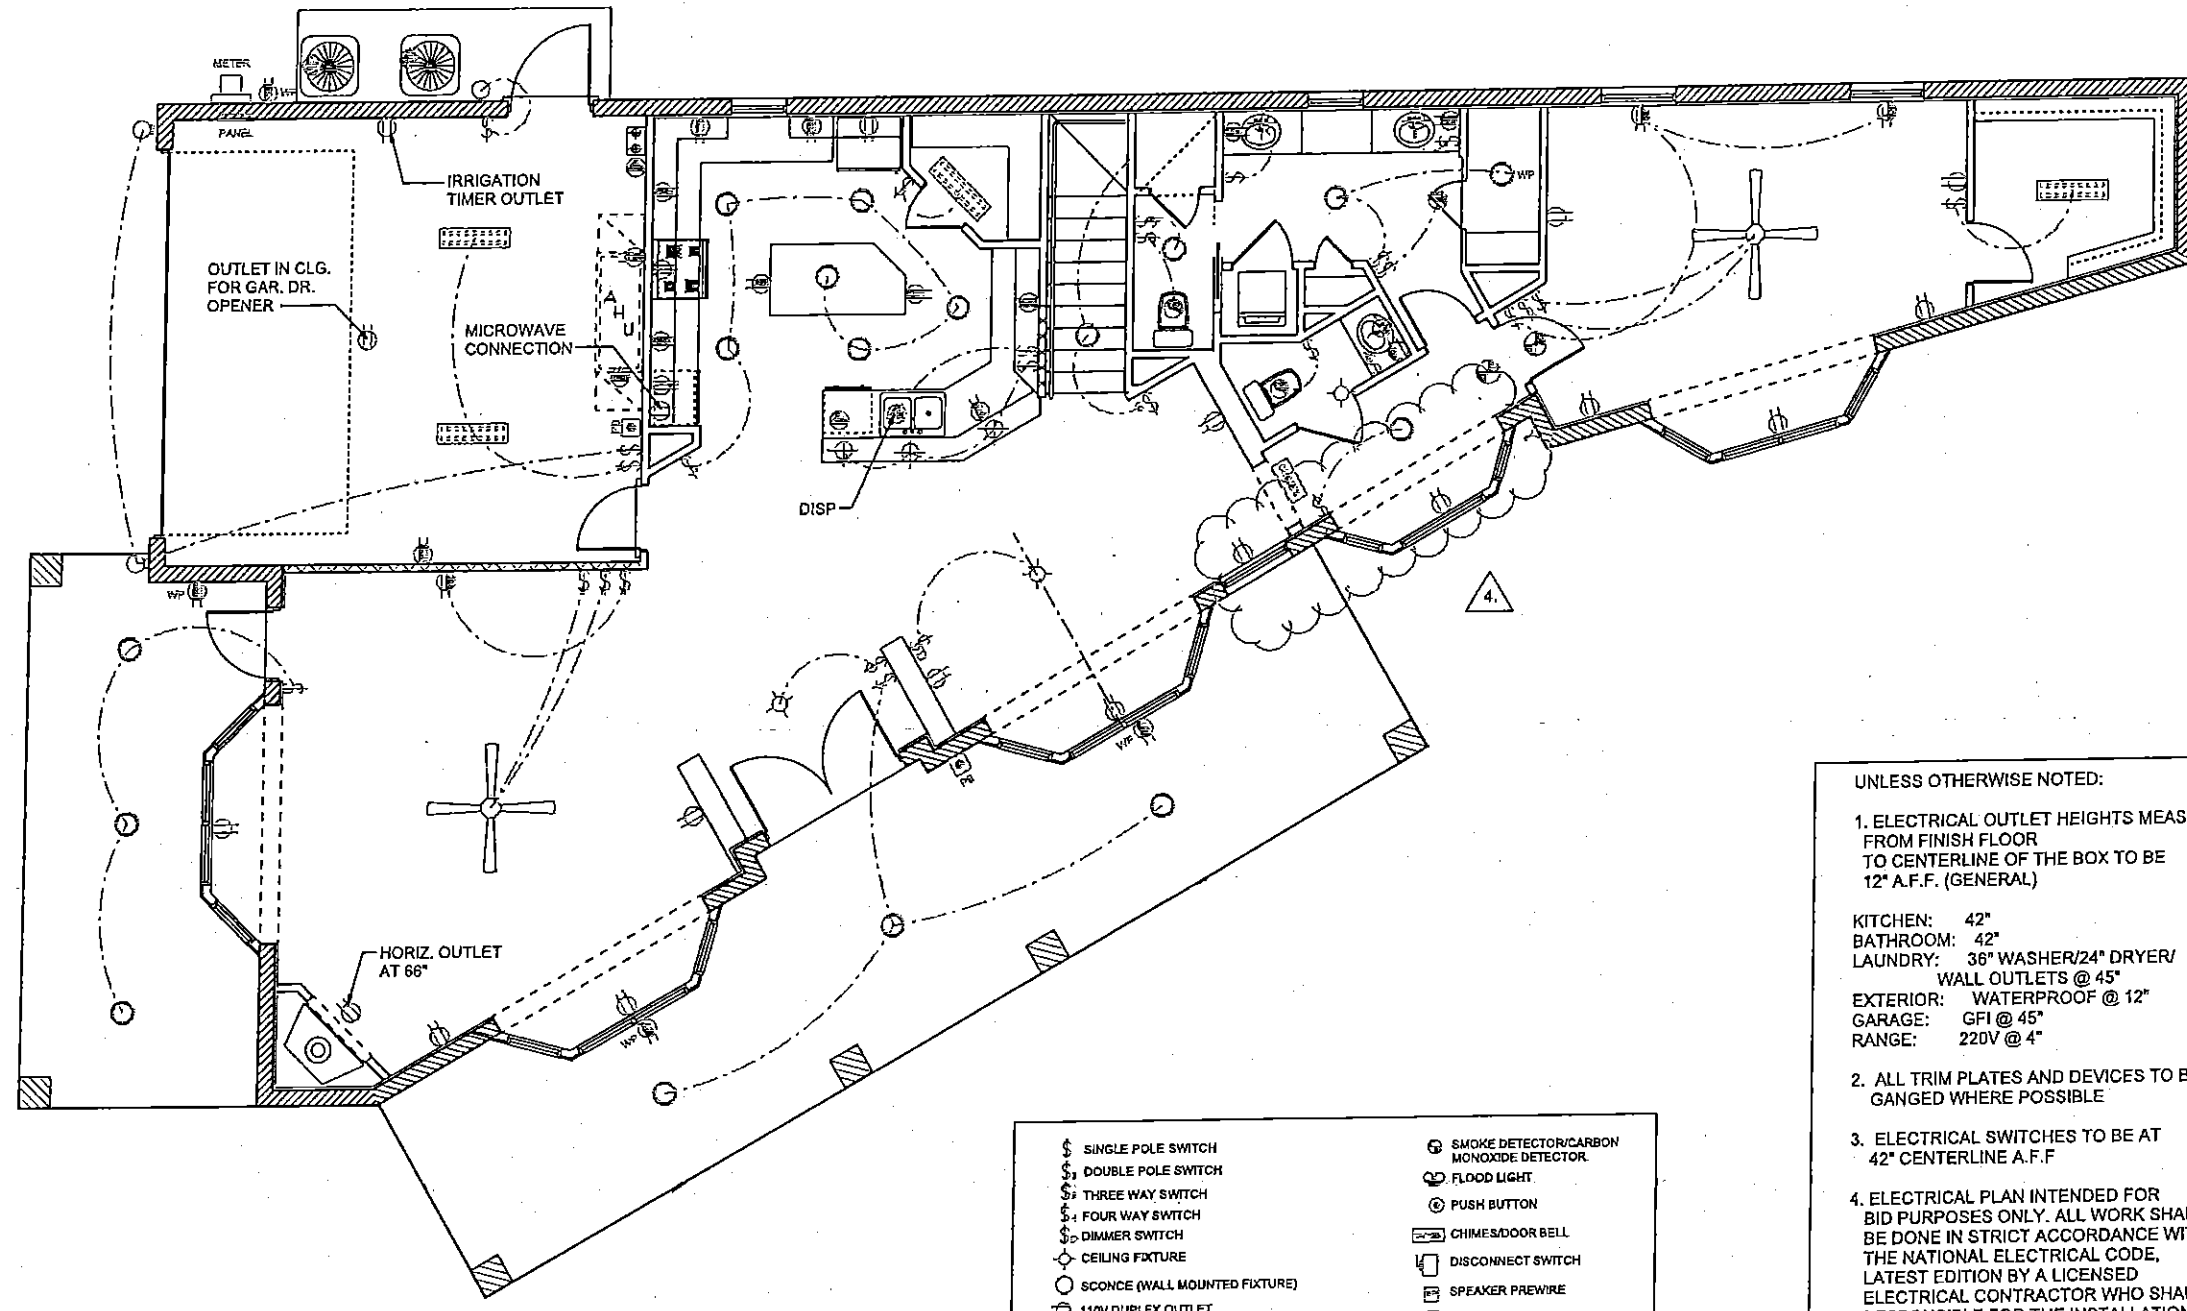 METER
WP
PANEL
IRRIGATION
TIMER OUTLET
OUTLET IN CLG.
FOR GAR. DR.
OPENER
AHU
MICROWAVE
CONNECTION
DISP
WP
WP
4.
WP
WP
HORIZ. OUTLET
AT 66"
UNLESS OTHERWISE NOTED:
1. ELECTRICAL OUTLET HEIGHTS MEAS
FROM FINISH FLOOR
TO CENTERLINE OF THE BOX TO BE
12" A.F.F. (GENERAL)
KITCHEN: 42"
BATHROOM: 42"
LAUNDRY: 36" WASHER/24" DRYER/
WALL OUTLETS @ 45"
EXTERIOR: WATERPROOF @ 12"
GARAGE: GFI @ 45"
RANGE: 220V @ 4"
2. ALL TRIM PLATES AND DEVICES TO B
GANGED WHERE POSSIBLE
3. ELECTRICAL SWITCHES TO BE AT
42" CENTERLINE A.F.F
4. ELECTRICAL PLAN INTENDED FOR
BID PURPOSES ONLY. ALL WORK SHAL
BE DONE IN STRICT ACCORDANCE WIT
THE NATIONAL ELECTRICAL CODE,
LATEST EDITION BY A LICENSED
ELECTRICAL CONTRACTOR WHO SHAL
SINGLE POLE SWITCH
DOUBLE POLE SWITCH
THREE WAY SWITCH
FOUR WAY SWITCH
DIMMER SWITCH
CEILING FIXTURE
SCONCE (WALL MOUNTED FIXTURE)
110V DUPLEX OUTLET
SMOKE DETECTOR/CARBON
MONOXIDE DETECTOR
FLOOD LIGHT
PUSH BUTTON
CHIMES/DOOR BELL
DISCONNECT SWITCH
SPEAKER PREWIRE